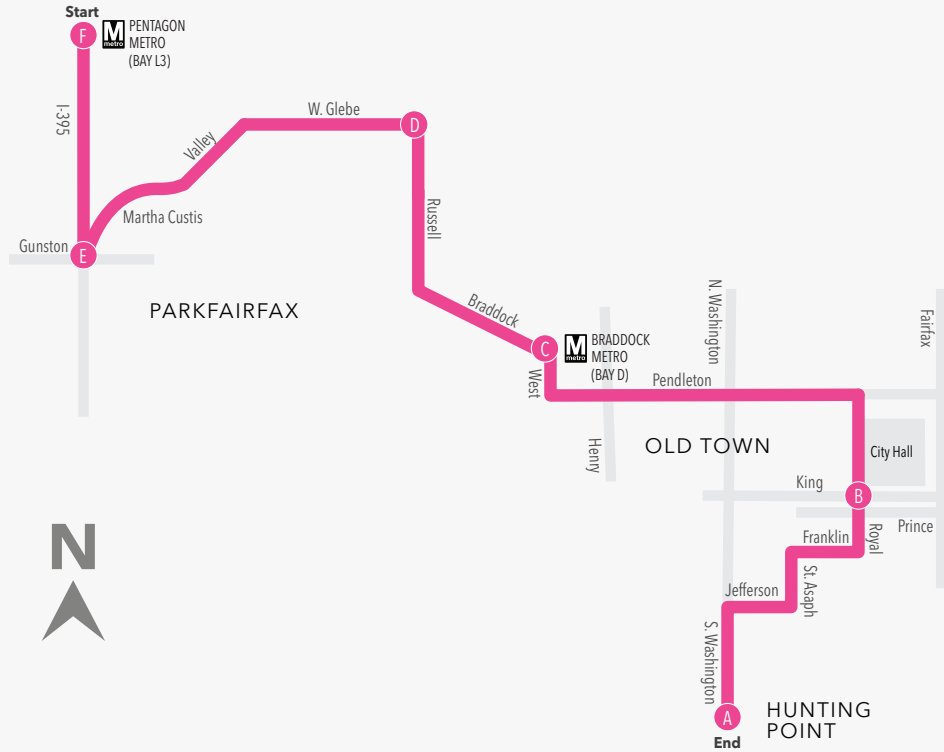 Start
F
M
metro
PENTAGON
METRO
(BAY L3)
I-395
W. Glebe
D
Valley
Martha Custis
Russell
Gunston
E
PARKFAIRFAX
Braddock
C
M
metro
BRADDOCK
METRO
(BAY D)
N. Washington
Fairfax
West
Pendleton
Henry
OLD TOWN
City Hall
King
B
Prince
Royal
Franklin
St. Asaph
Jefferson
S. Washington
N
A
End
HUNTING
POINT